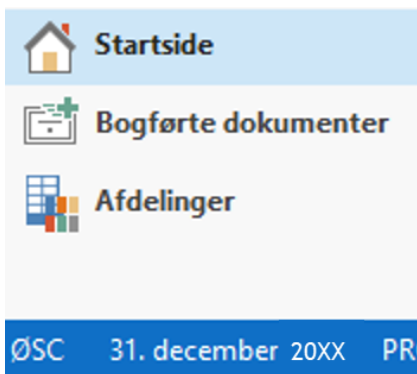 Startside
Bogførte dokumenter
Afdelinger
ØSC 31. december 20XX PR